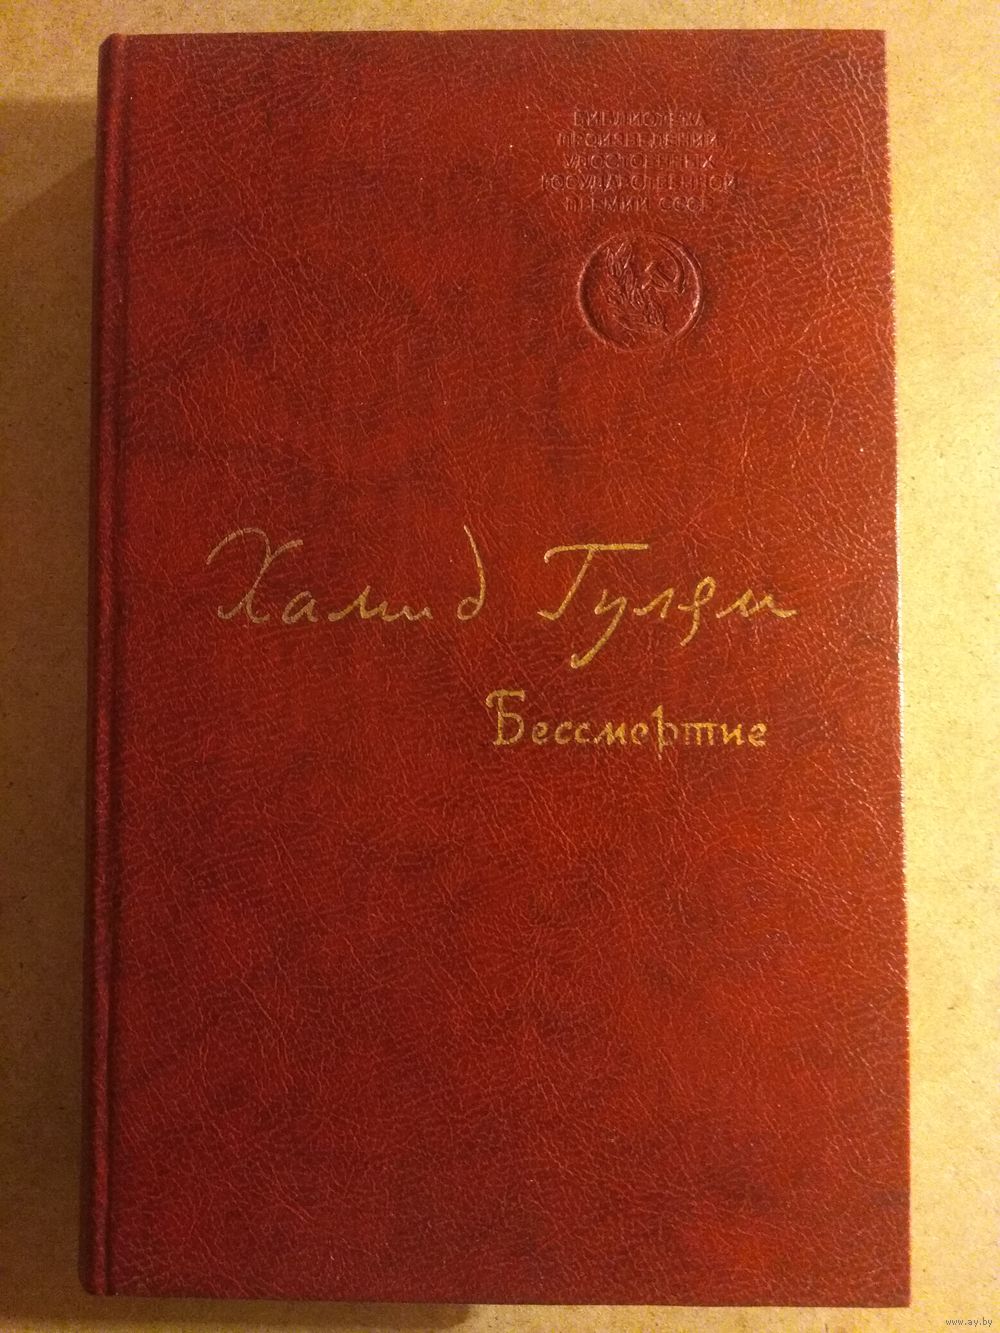 БИБЛИОТЕКА
ПРОИЗВЕДЕНИЙ,
УДОСТОЕННЫХ
ГОСУДАРСТВЕННОЙ
ПРЕМИИ СССР
Хамид Гулям
Бессмертие
www.ay.by